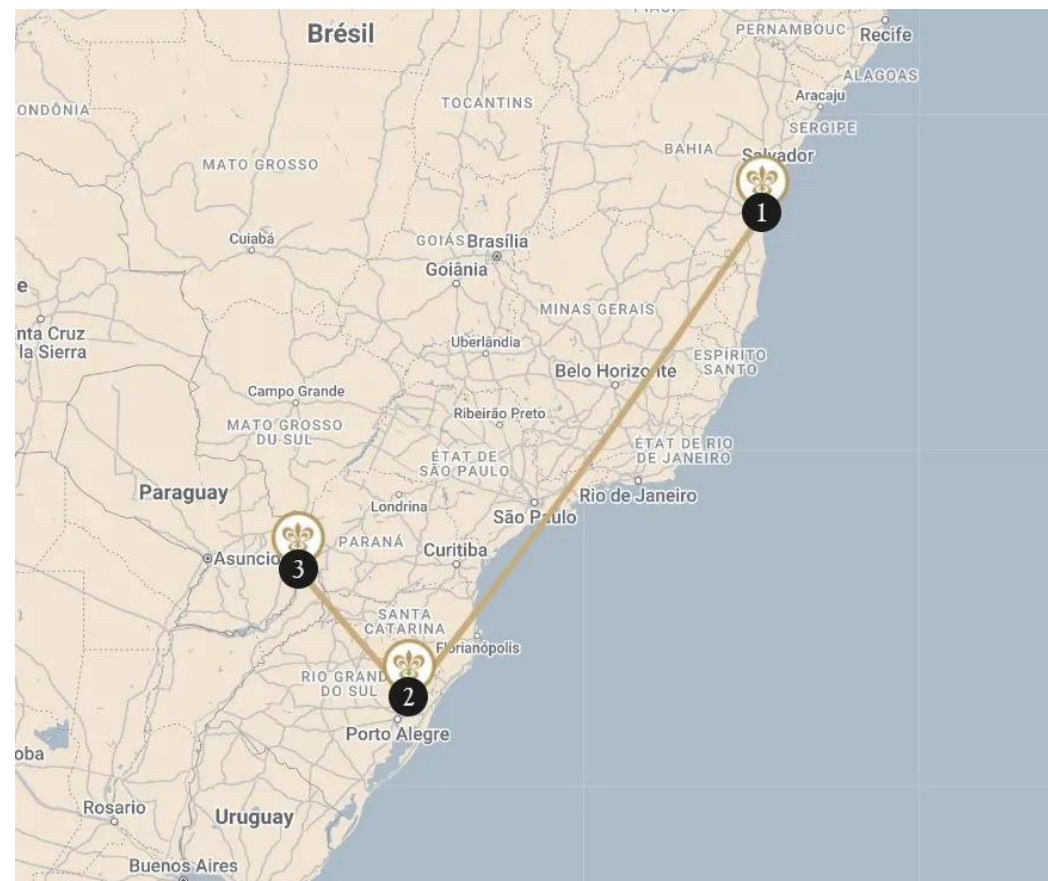 Brésil
PERNAMBOUC
Recife
ALAGOAS
Aracaju
SERGIPE
ONDÔNIA
TOCANTINS
MATO GROSSO
BAHIA
Salvador
1
Cuiabá
GOIÁS
Brasília
Goiânia
MINAS GERAIS
e
nta Cruz
la Sierra
Uberlândia
ESPÍRITO
SANTO
Belo Horizonte
Campo Grande
Ribeirão Preto
MATO GROSSO
DU SUL
ÉTAT DE RIO
DE JANEIRO
ÉTAT DE
SÃO PAULO
Paraguay
Londrina
Rio de Janeiro
São Paulo
PARANÁ
Curitiba
Asuncio
3
SANTA
CATARINA
Florianópolis
RIO GRAND
DO SUL
2
Porto Alegre
oba
Rosario
Uruguay
Buenos Aires